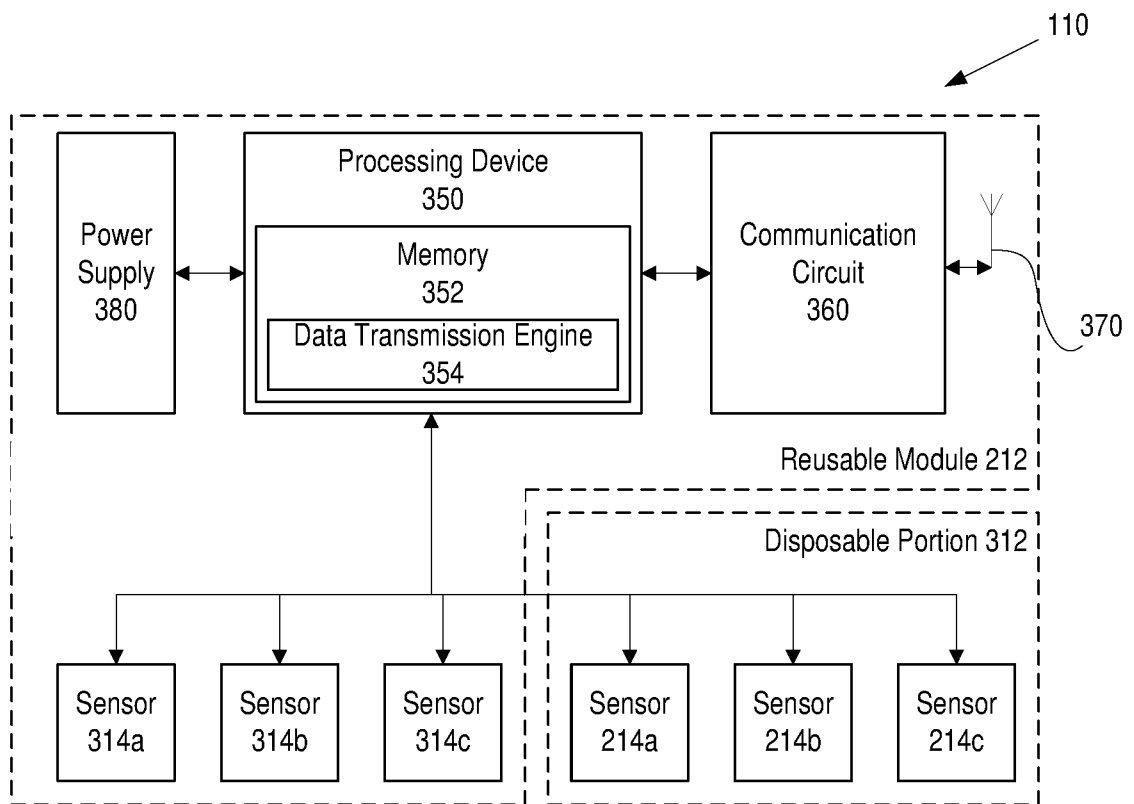 110
Processing Device
350
Power
Supply
380
Memory
352
Data Transmission Engine
354
Communication
Circuit
360
370
Reusable Module 212
Disposable Portion 312
Sensor
314a
Sensor
314b
Sensor
314c
Sensor
214a
Sensor
214b
Sensor
214c